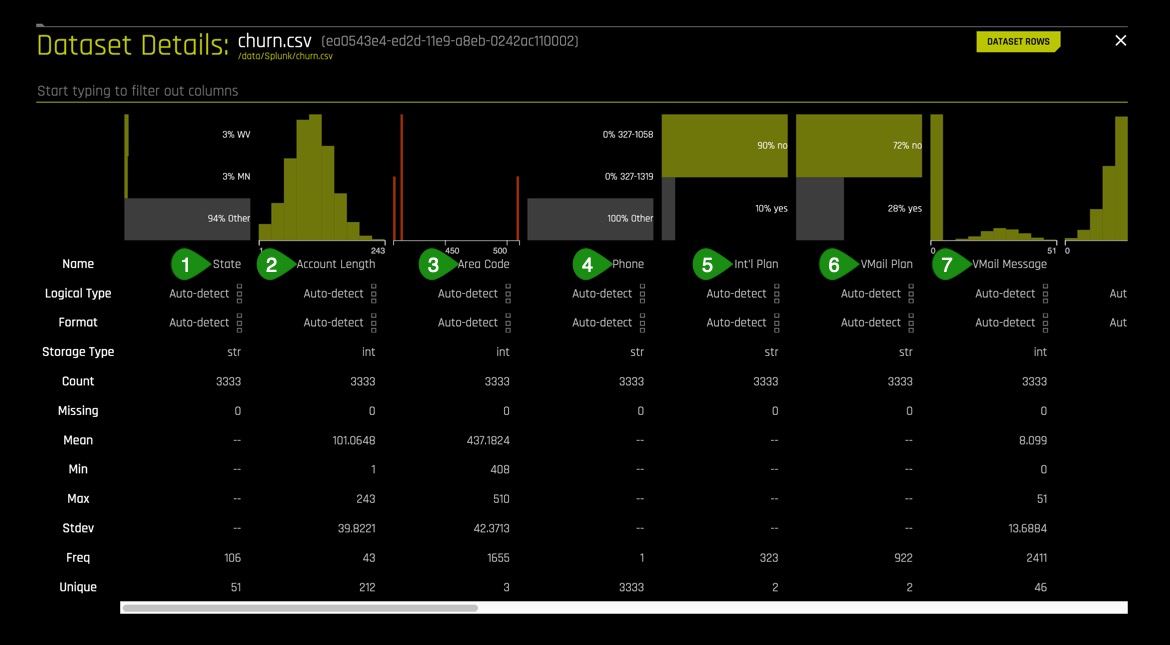 Dataset Details: churn.csv (ea0543e4-ed2d-11e9-a8eb-0242ac110002)
/data/Splunk/churn.csv
DATASET ROWS
Start typing to filter out columns
3% WV
3% MN
94% Other
1 243
450 500
0% 327-1058
0% 327-1319
100% Other
90% no
10% yes
72% no
28% yes
0 51
0
Name 1 State 2 Account Length 3 Area Code 4 Phone 5 Int'l Plan 6 VMail Plan 7 VMail Message
Logical Type Auto-detect Auto-detect Auto-detect Auto-detect Auto-detect Auto-detect Auto-detect Aut
Format Auto-detect Auto-detect Auto-detect Auto-detect Auto-detect Auto-detect Auto-detect Aut
Storage Type str int int str str str int
Count 3333 3333 3333 3333 3333 3333 3333
Missing 0 0 0 0 0 0 0
Mean -- 101.0648 437.1824 -- -- -- 8.099
Min -- 1 408 -- -- -- 0
Max -- 243 510 -- -- -- 51
Stdev -- 39.8221 42.3713 -- -- -- 13.6884
Freq 106 43 1655 1 323 922 2411
Unique 51 212 3 3333 2 2 46